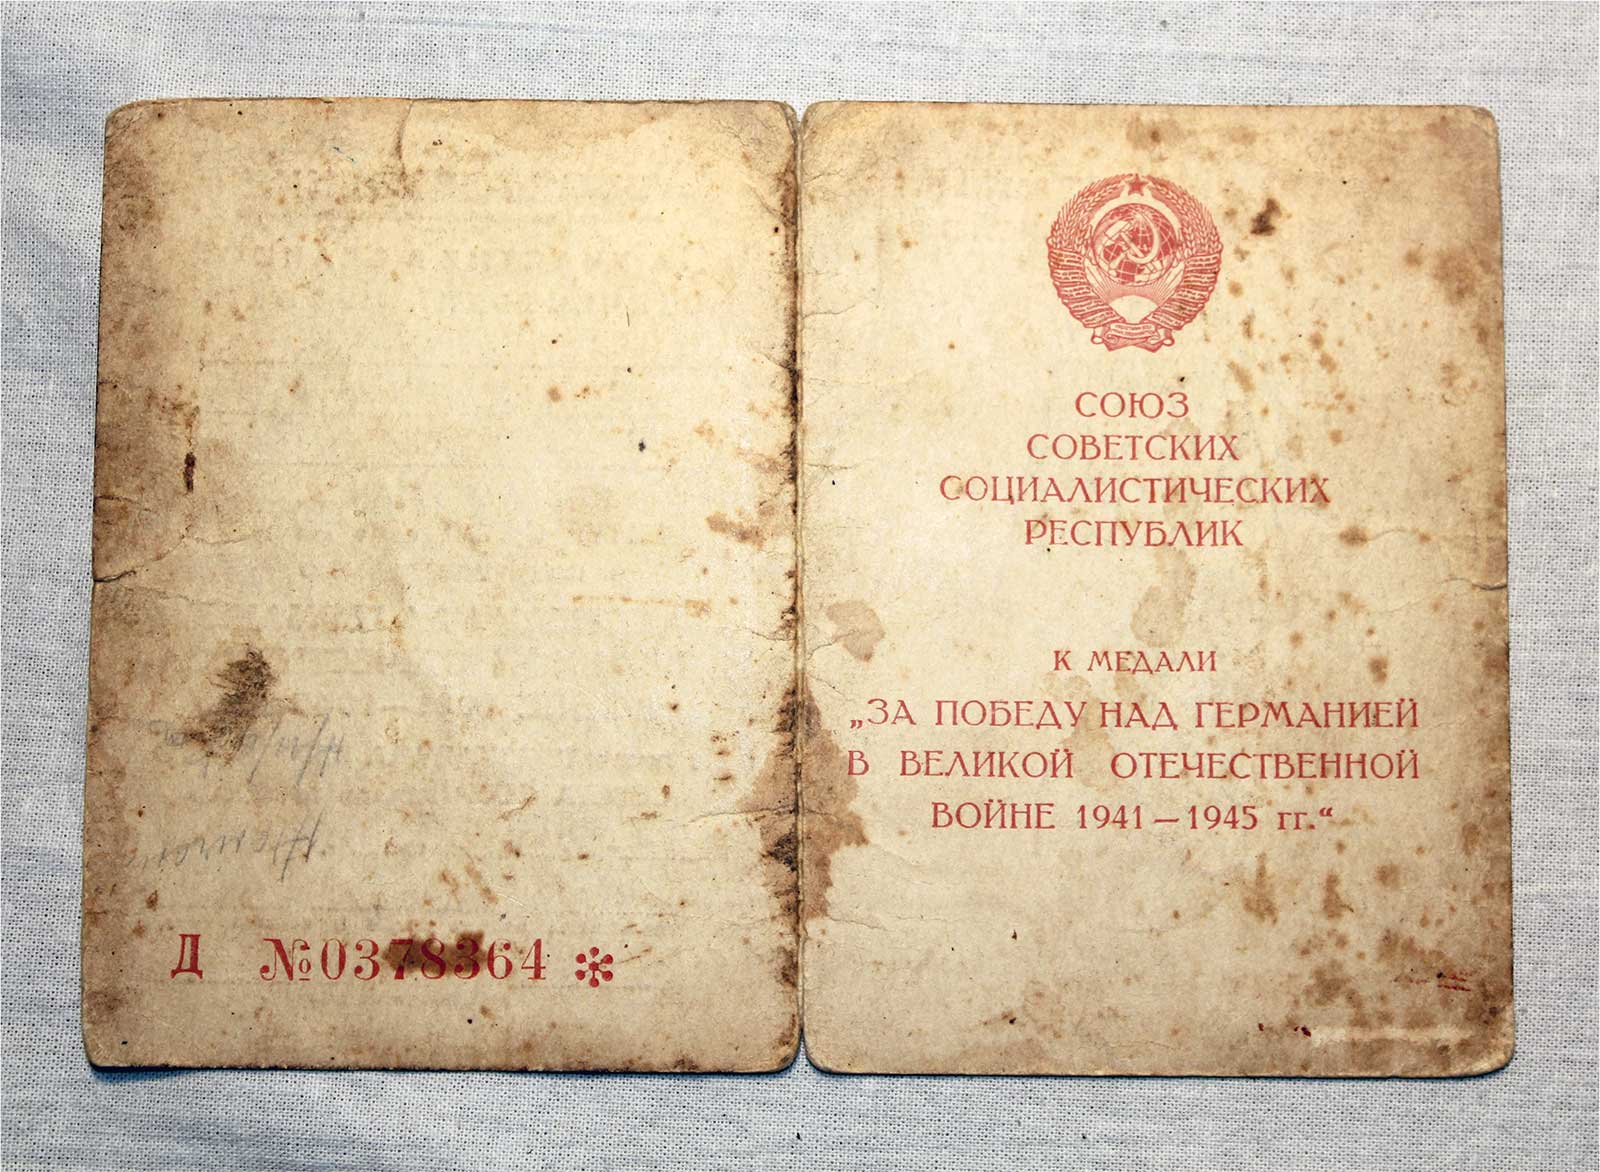 Д №0378364
СОЮЗ
СОВЕТСКИХ
СОЦИАЛИСТИЧЕСКИХ
РЕСПУБЛИК
К МЕДАЛИ
„ЗА ПОБЕДУ НАД ГЕРМАНИЕЙ
В ВЕЛИКОЙ ОТЕЧЕСТВЕННОЙ
ВОЙНЕ 1941—1945 гг.“